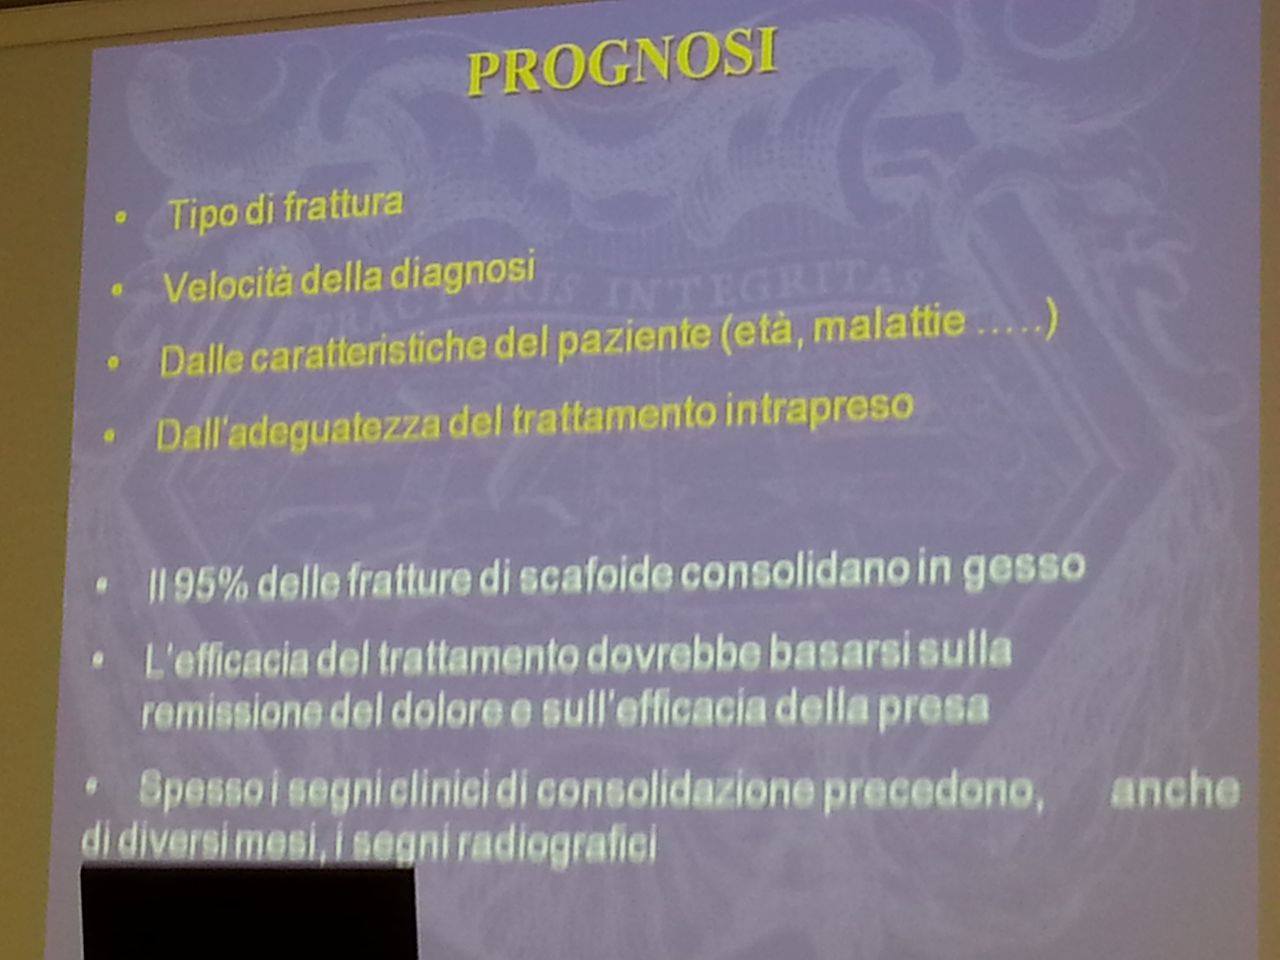 PROGNOSI
• Tipo di frattura
• Velocità della diagnosi
FRACTURIS INTEGRITAS
• Dalle caratteristiche del paziente (età, malattie .....)
• Dall'adeguatezza del trattamento intrapreso
• Il 95% delle fratture di scafoide consolidano in gesso
• L'efficacia del trattamento dovrebbe basarsi sulla
remissione del dolore e sull'efficacia della presa
• Spesso i segni clinici di consolidazione precedono, anche
di diversi mesi, i segni radiografici